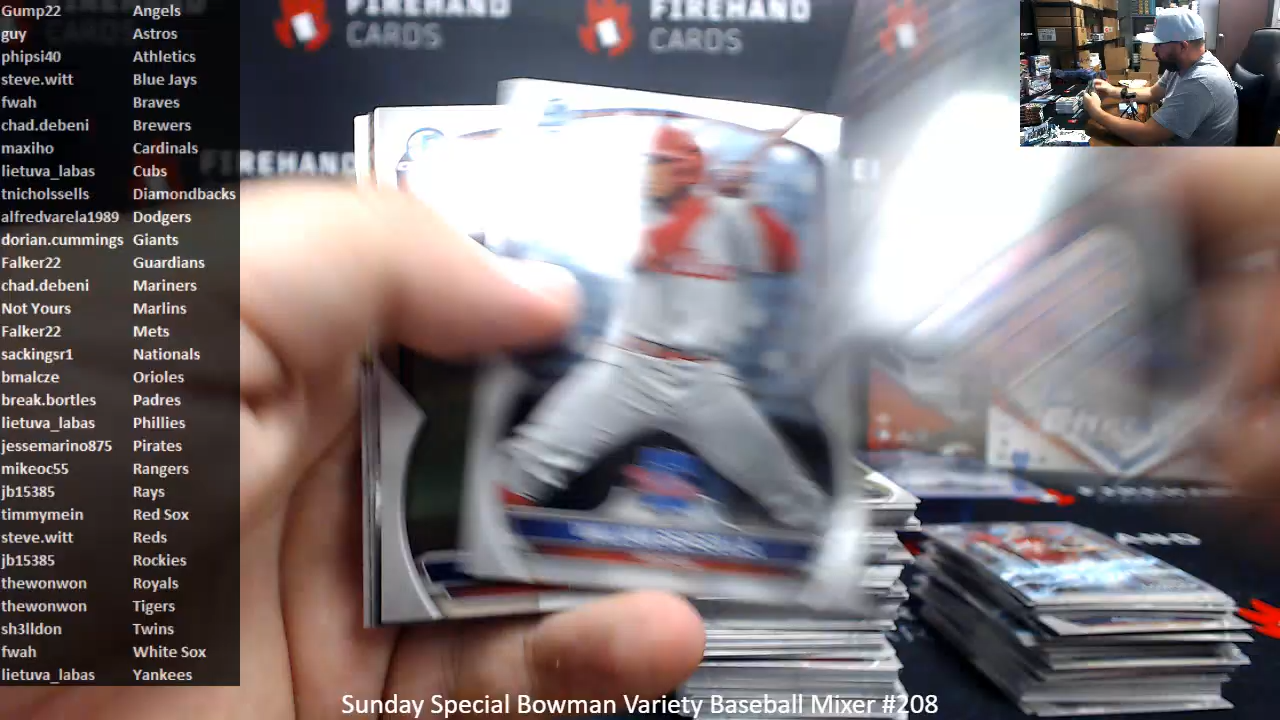 Gump22 Angels
guy Astros
phipsi40 Athletics
steve.witt Blue Jays
fwah Braves
chad.debeni Brewers
maxiho Cardinals
lietuva_labas Cubs
tnicholssells Diamondbacks
alfredvarela1989 Dodgers
dorian.cummings Giants
Falker22 Guardians
chad.debeni Mariners
Not Yours Marlins
Falker22 Mets
sackingsr1 Nationals
bmalcze Orioles
break.bortles Padres
lietuva_labas Phillies
jessemarino875 Pirates
mikeoc55 Rangers
jb15385 Rays
timmymein Red Sox
steve.witt Reds
jb15385 Rockies
thewonwon Royals
thewonwon Tigers
sh3lldon Twins
fwah White Sox
lietuva_labas Yankees
FIREHAND CARDS
FIREHAND CARDS
FIREHAND
Sunday Special Bowman Variety Baseball Mixer #208